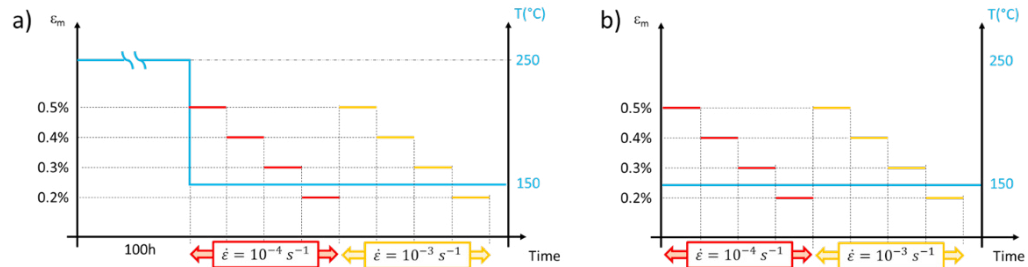 a)
εₘ
T(°C)
250
0.5%
0.4%
0.3%
150
0.2%
100h
ε̇ = 10⁻⁴ s⁻¹
ε̇ = 10⁻³ s⁻¹
Time
b)
εₘ
T(°C)
250
0.5%
0.4%
0.3%
150
0.2%
ε̇ = 10⁻⁴ s⁻¹
ε̇ = 10⁻³ s⁻¹
Time